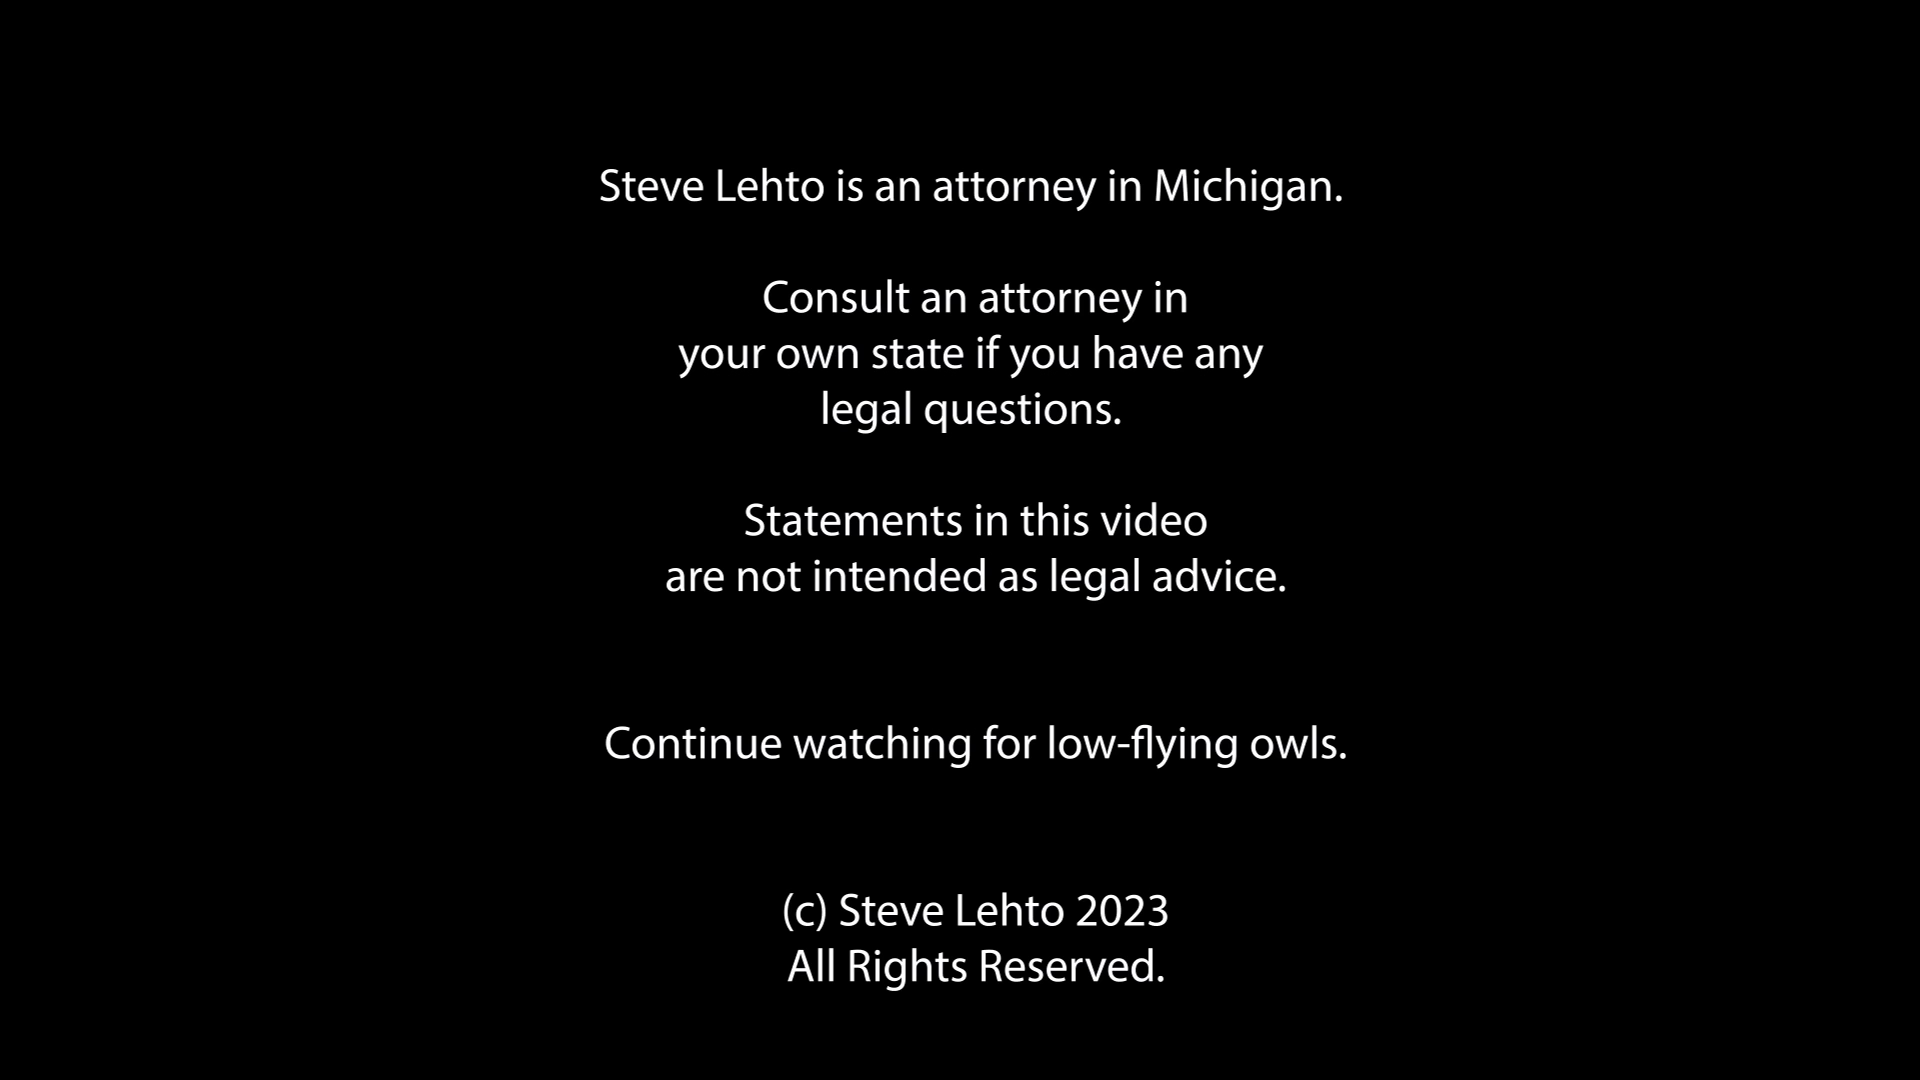 Steve Lehto is an attorney in Michigan.
Consult an attorney in
your own state if you have any
legal questions.
Statements in this video
are not intended as legal advice.
Continue watching for low-flying owls.
(c) Steve Lehto 2023
All Rights Reserved.